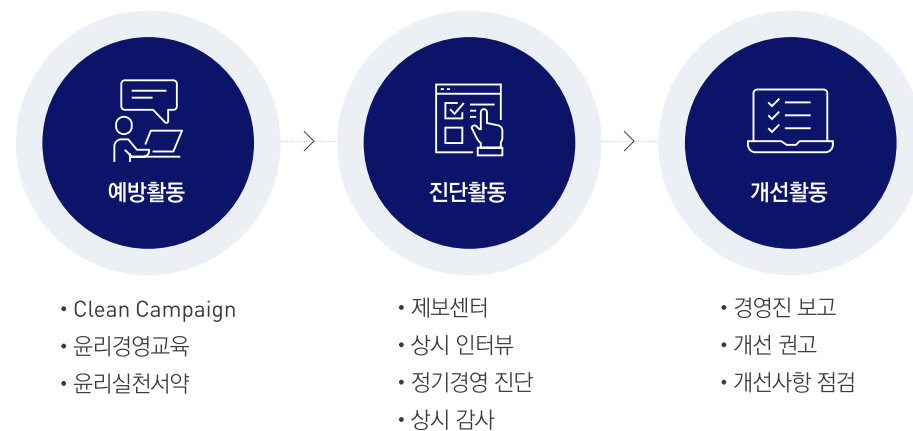 예방활동
진단활동
개선활동
• Clean Campaign
• 윤리경영교육
• 윤리실천서약
• 제보센터
• 상시 인터뷰
• 정기경영 진단
• 상시 감사
• 경영진 보고
• 개선 권고
• 개선사항 점검